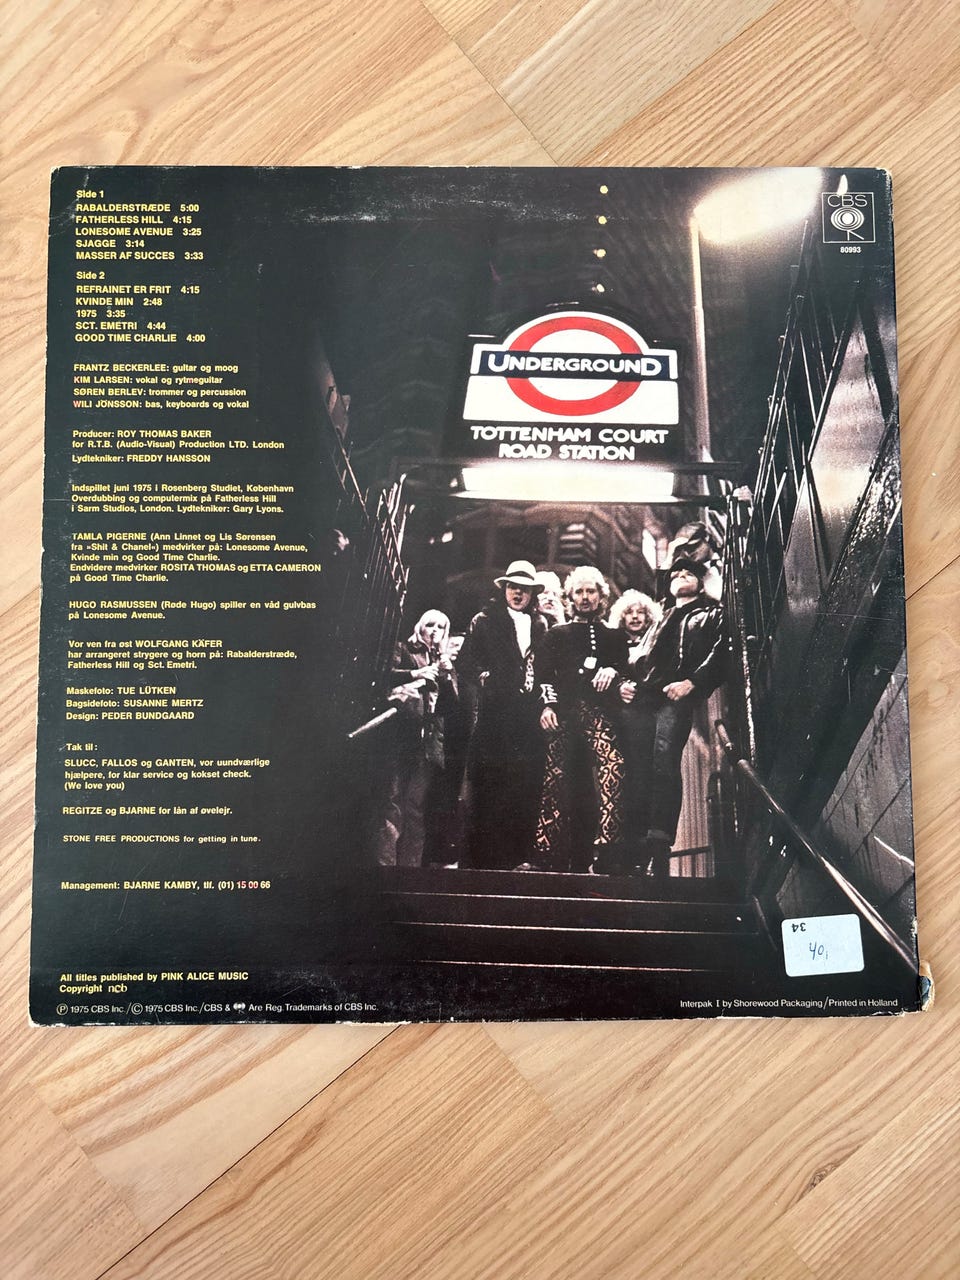 Side 1
RABALDERSTRÆDE 5:00
FATHERLESS HILL 4:15
LONESOME AVENUE 3:25
SJAGGE 3:14
MASSER AF SUCCES 3:33
Side 2
REFRAINET ER FRIT 4:15
KVINDE MIN 2:48
1975 3:35
SCT. EMETRI 4:44
GOOD TIME CHARLIE 4:00
FRANTZ BECKERLEE: guitar og moog
KIM LARSEN: vokal og rytmeguitar
SØREN BERLEV: trommer og percussion
WILI JÖNSSON: bas, keyboards og vokal
Producer: ROY THOMAS BAKER
for R.T.B. (Audio-Visual) Production LTD. London
Lydtekniker: FREDDY HANSSON
Indspillet juni 1975 i Rosenberg Studiet, København
Overdubbing og computermix på Fatherless Hill
i Sarm Studios, London. Lydtekniker: Gary Lyons.
TAMLA PIGERNE (Ann Linnet og Lis Sørensen
fra »Shit & Chanel«) medvirker på: Lonesome Avenue,
Kvinde min og Good Time Charlie.
Endvidere medvirker ROSITA THOMAS og ETTA CAMERON
på Good Time Charlie.
HUGO RASMUSSEN (Røde Hugo) spiller en våd gulvbas
på Lonesome Avenue.
Vor ven fra øst WOLFGANG KÄFER
har arrangeret strygere og horn på: Rabalderstræde,
Fatherless Hill og Sct. Emetri.
Maskefoto: TUE LÜTKEN
Bagsidefoto: SUSANNE MERTZ
Design: PEDER BUNDGAARD
Tak til:
SLUCC, FALLOS og GANTEN, vor uundværlige
hjælpere, for klar service og kokset check.
(We love you)
REGITZE og BJARNE for lån af øvelejr.
STONE FREE PRODUCTIONS for getting in tune.
Management: BJARNE KAMBY, tlf. (01) 15 00 66
All titles published by PINK ALICE MUSIC
Copyright ncb
Ⓟ 1975 CBS Inc./Ⓒ 1975 CBS Inc./CBS & Are Reg. Trademarks of CBS Inc.
CBS
80993
UNDERGROUND
TOTTENHAM COURT
ROAD STATION
34
40,
Interpak I by Shorewood Packaging/Printed in Holland